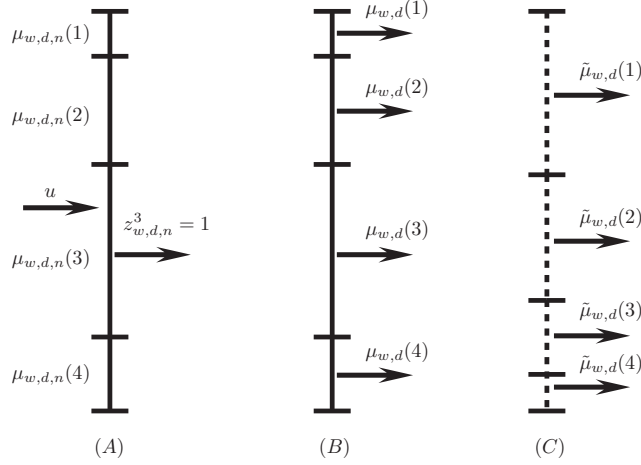 μ_{w,d,n}(1)
μ_{w,d,n}(2)
u
z^3_{w,d,n} = 1
μ_{w,d,n}(3)
μ_{w,d,n}(4)
(A)
μ_{w,d}(1)
μ_{w,d}(2)
μ_{w,d}(3)
μ_{w,d}(4)
(B)
μ̃_{w,d}(1)
μ̃_{w,d}(2)
μ̃_{w,d}(3)
μ̃_{w,d}(4)
(C)